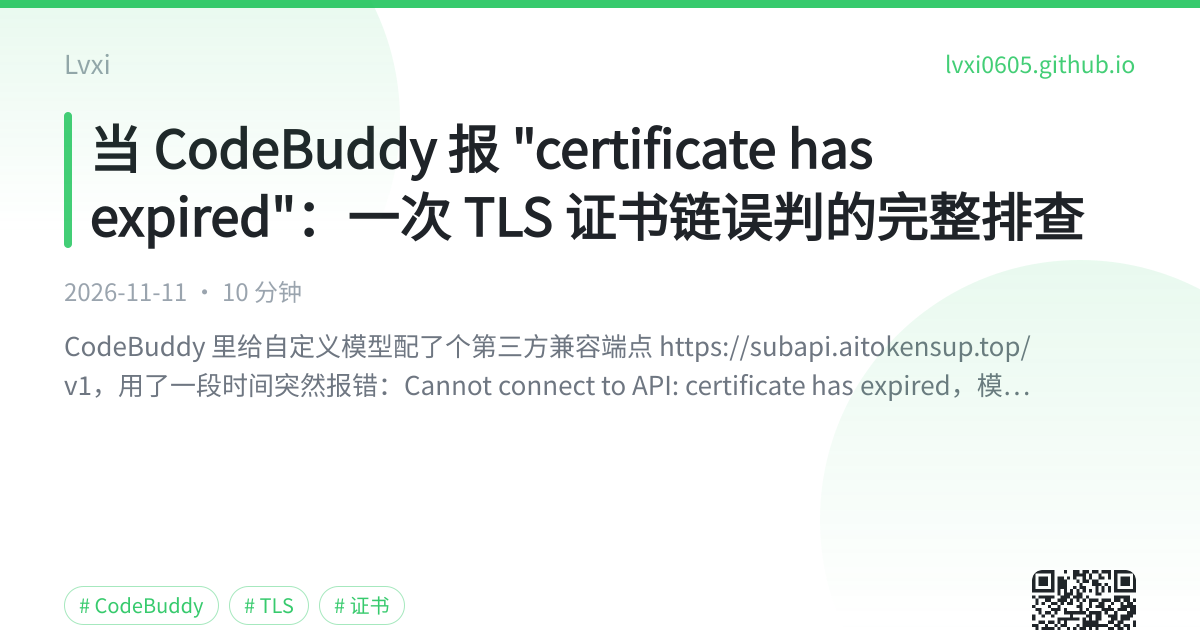 Lvxi
lvxi0605.github.io
当 CodeBuddy 报 "certificate has
expired"：一次 TLS 证书链误判的完整排查
2026-11-11 · 10 分钟
CodeBuddy 里给自定义模型配了个第三方兼容端点 https://subapi.aitokensup.top/
v1，用了一段时间突然报错：Cannot connect to API: certificate has expired，模…
# CodeBuddy
# TLS
# 证书